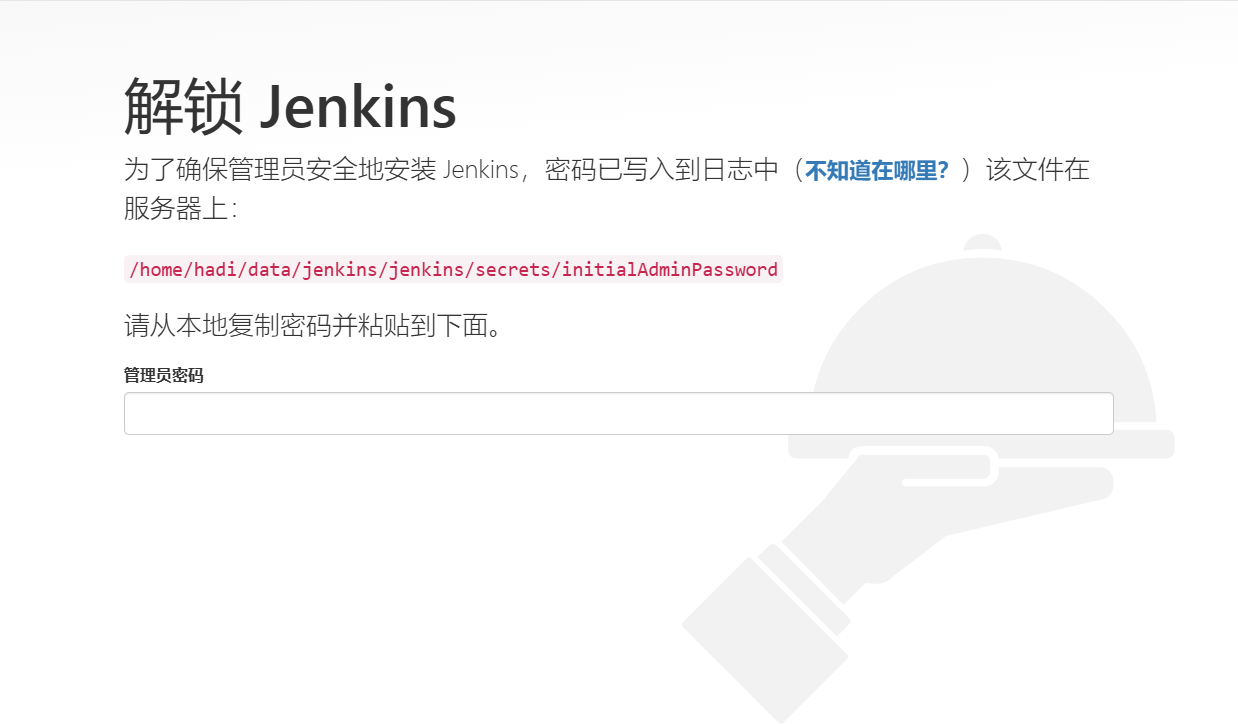 解锁 Jenkins
为了确保管理员安全地安装 Jenkins，密码已写入到日志中（不知道在哪里？）该文件在
服务器上：
/home/hadi/data/jenkins/jenkins/secrets/initialAdminPassword
请从本地复制密码并粘贴到下面。
管理员密码